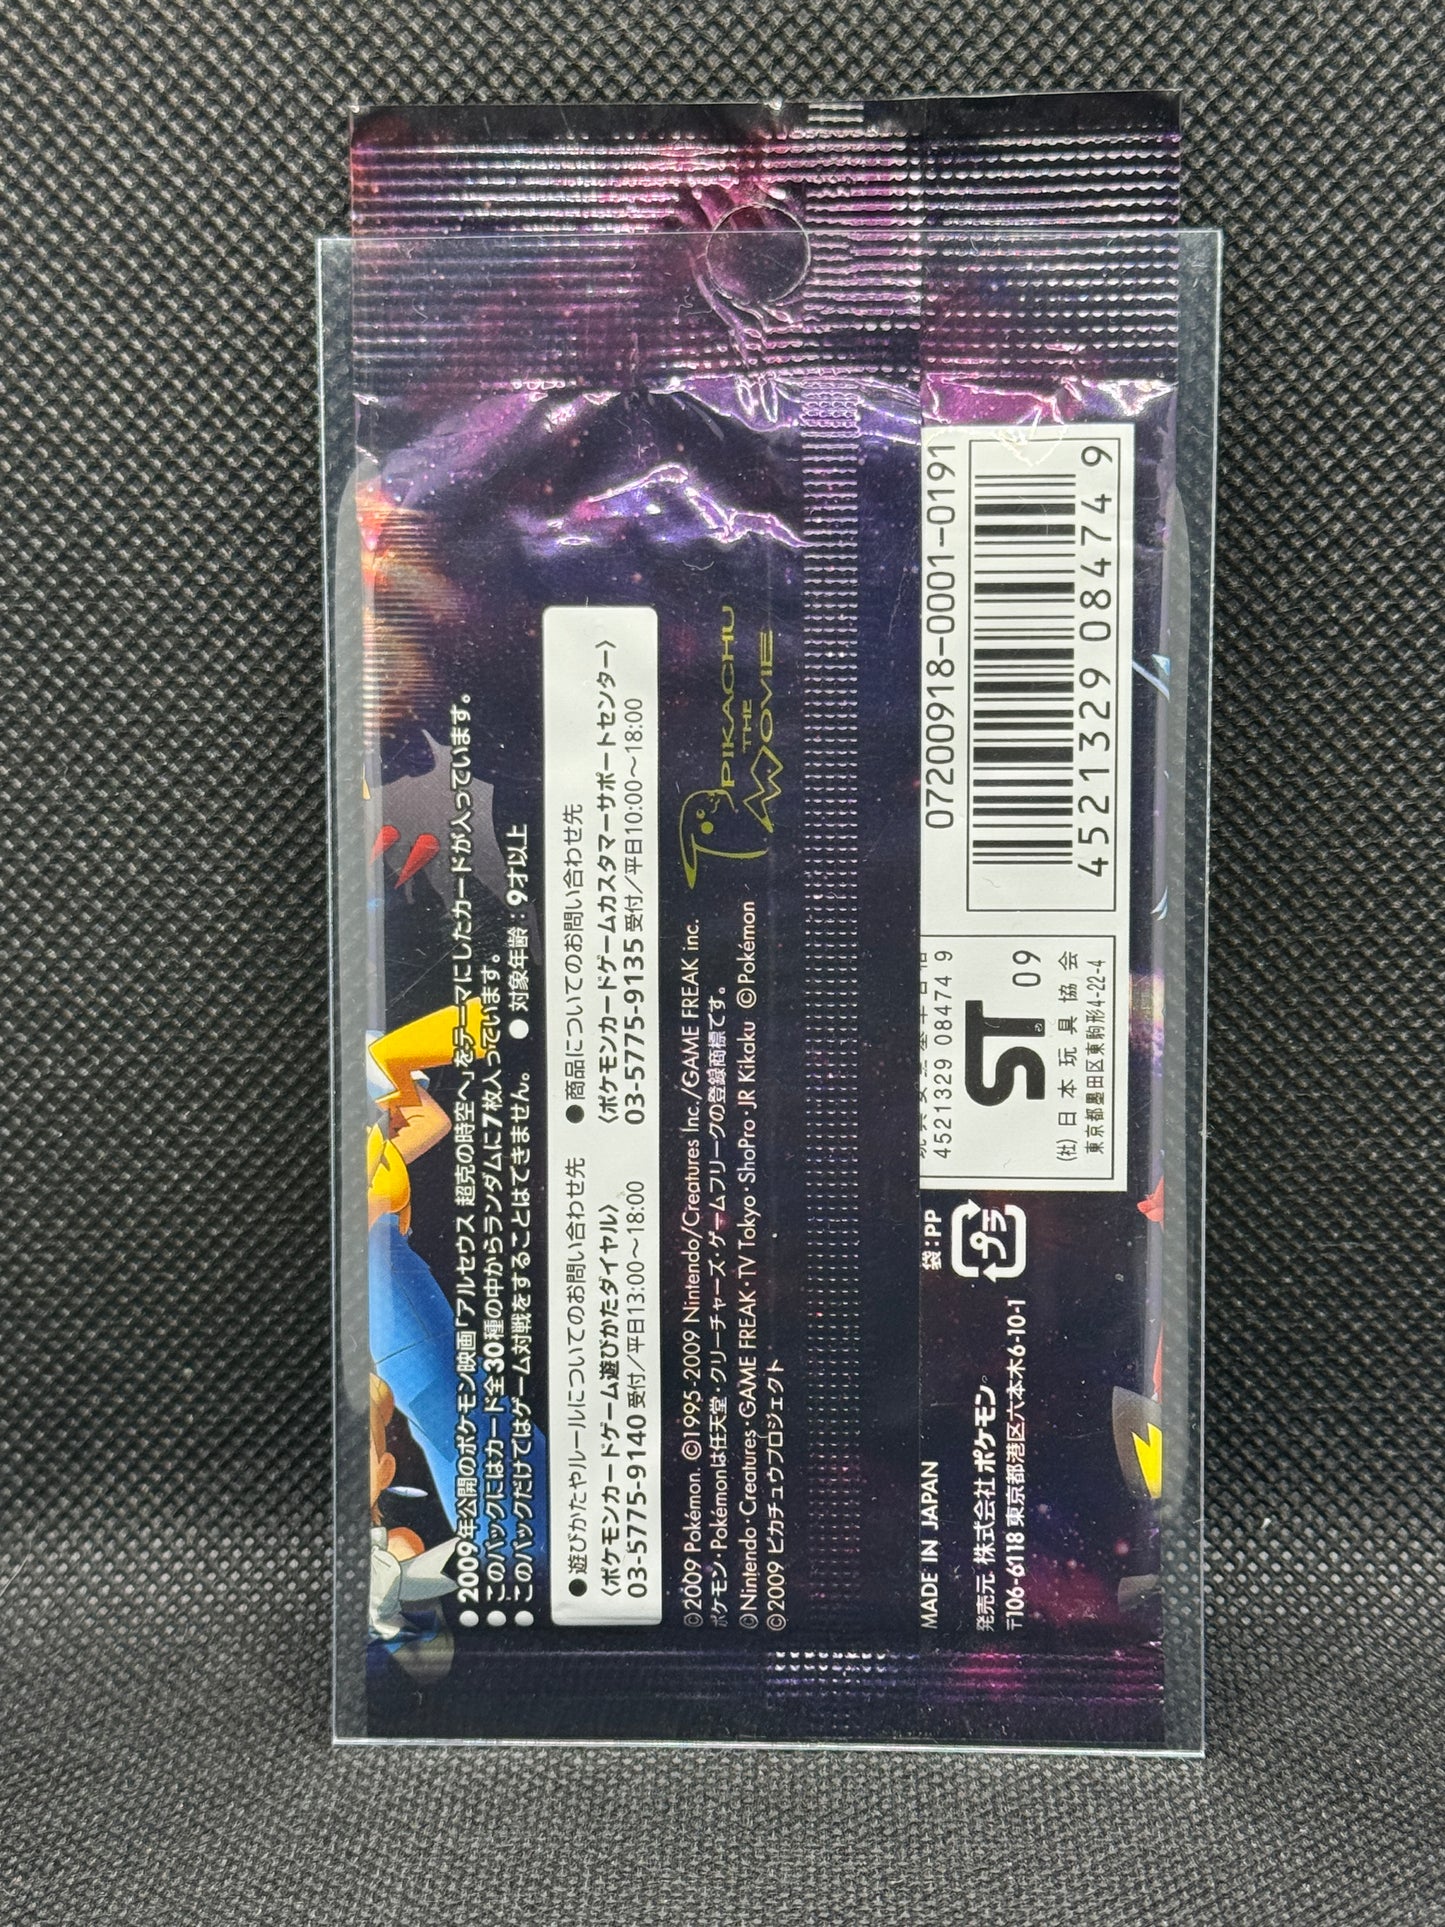 ●2009年公開のポケモン映画「アルセウス 超克の時空へ」をテーマにしたカードが入っています。
●このパックにはカード全30種の中からランダムに7枚入っています。
●このパックだけではゲーム対戦をすることはできません。 ●対象年齢：9才以上
●遊びかたやルールについてのお問い合わせ先
〈ポケモンカードゲーム遊びかたダイヤル〉
03-5775-9140 受付／平日13:00〜18:00
●商品についてのお問い合わせ先
〈ポケモンカードゲームカスタマーサポートセンター〉
03-5775-9135 受付／平日10:00〜18:00
©2009 Pokémon. ©1995-2009 Nintendo/Creatures Inc./GAME FREAK inc.
ポケモン・Pokémonは任天堂・クリーチャーズ・ゲームフリークの登録商標です。
©Nintendo・Creatures・GAME FREAK・TV Tokyo・ShoPro・JR Kikaku ©Pokémon
©2009 ピカチュウプロジェクト
PIKACHU
THE
MOVIE
MADE IN JAPAN
発売元 株式会社ポケモン
〒106-6118 東京都港区六本木6-10-1
袋：PP
プラ
4521329 08474 9
ST
09
(社)日本玩具協会
東京都墨田区東駒形4-22-4
07200918-0001-0191
4521329084749